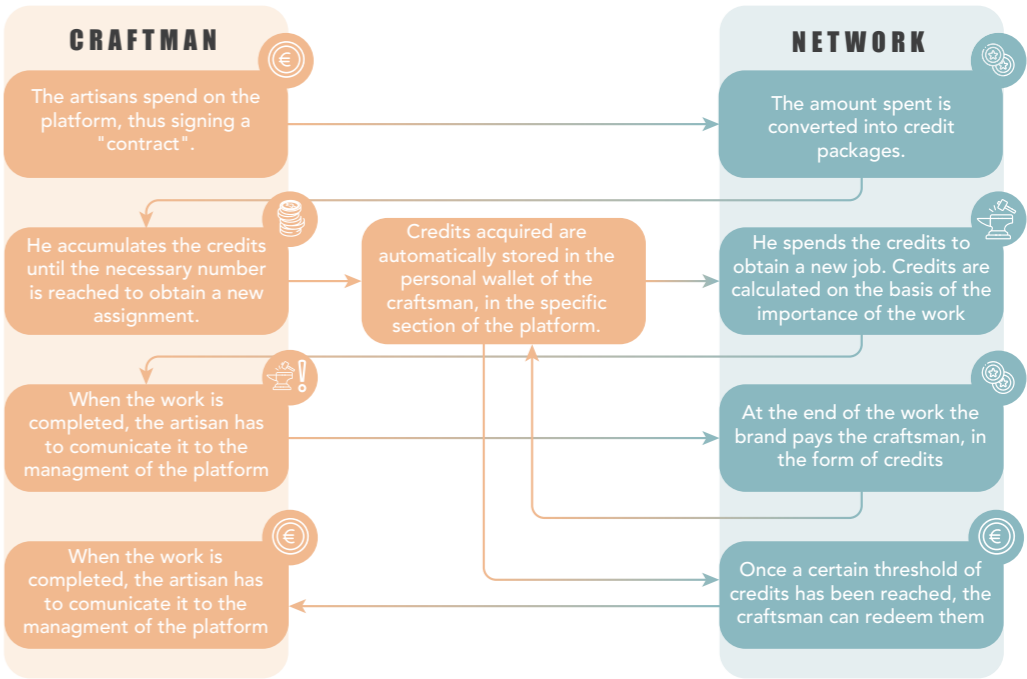 CRAFTMAN
NETWORK
The artisans spend on the
platform, thus signing a
"contract".
The amount spent is
converted into credit
packages.
He accumulates the credits
until the necessary number
is reached to obtain a new
assignment.
Credits acquired are
automatically stored in the
personal wallet of the
craftsman, in the specific
section of the platform.
He spends the credits to
obtain a new job. Credits are
calculated on the basis of the
importance of the work
When the work is
completed, the artisan has
to comunicate it to the
managment of the platform
At the end of the work the
brand pays the craftsman, in
the form of credits
When the work is
completed, the artisan has
to comunicate it to the
managment of the platform
Once a certain threshold of
credits has been reached, the
craftsman can redeem them